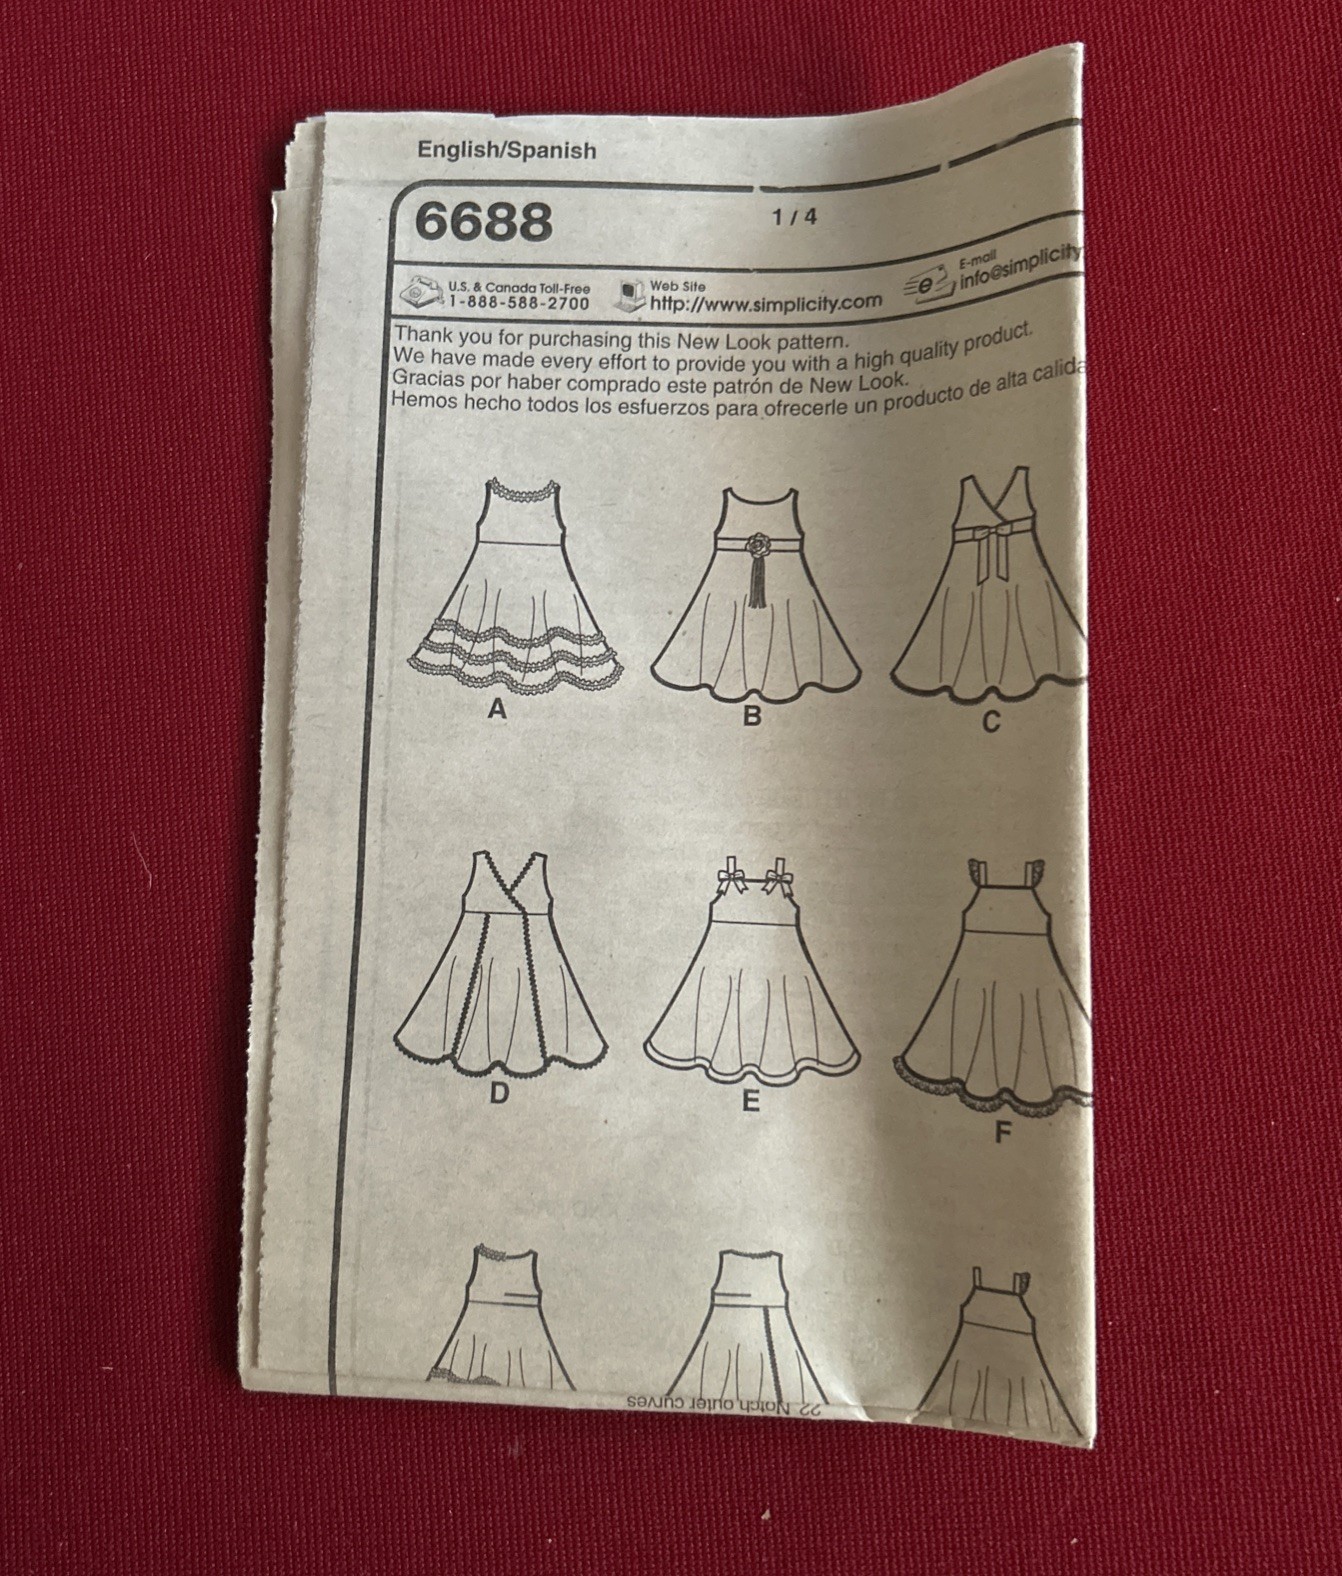 English/Spanish
6688
1 / 4
U.S. & Canada Toll-Free
1-888-588-2700
Web Site
http://www.simplicity.com
E-mail
info@simplicity
Thank you for purchasing this New Look pattern.
We have made every effort to provide you with a high quality product.
Gracias por haber comprado este patrón de New Look.
Hemos hecho todos los esfuerzos para ofrecerle un producto de alta calida
A
B
C
D
E
F
22 Notch outer curves